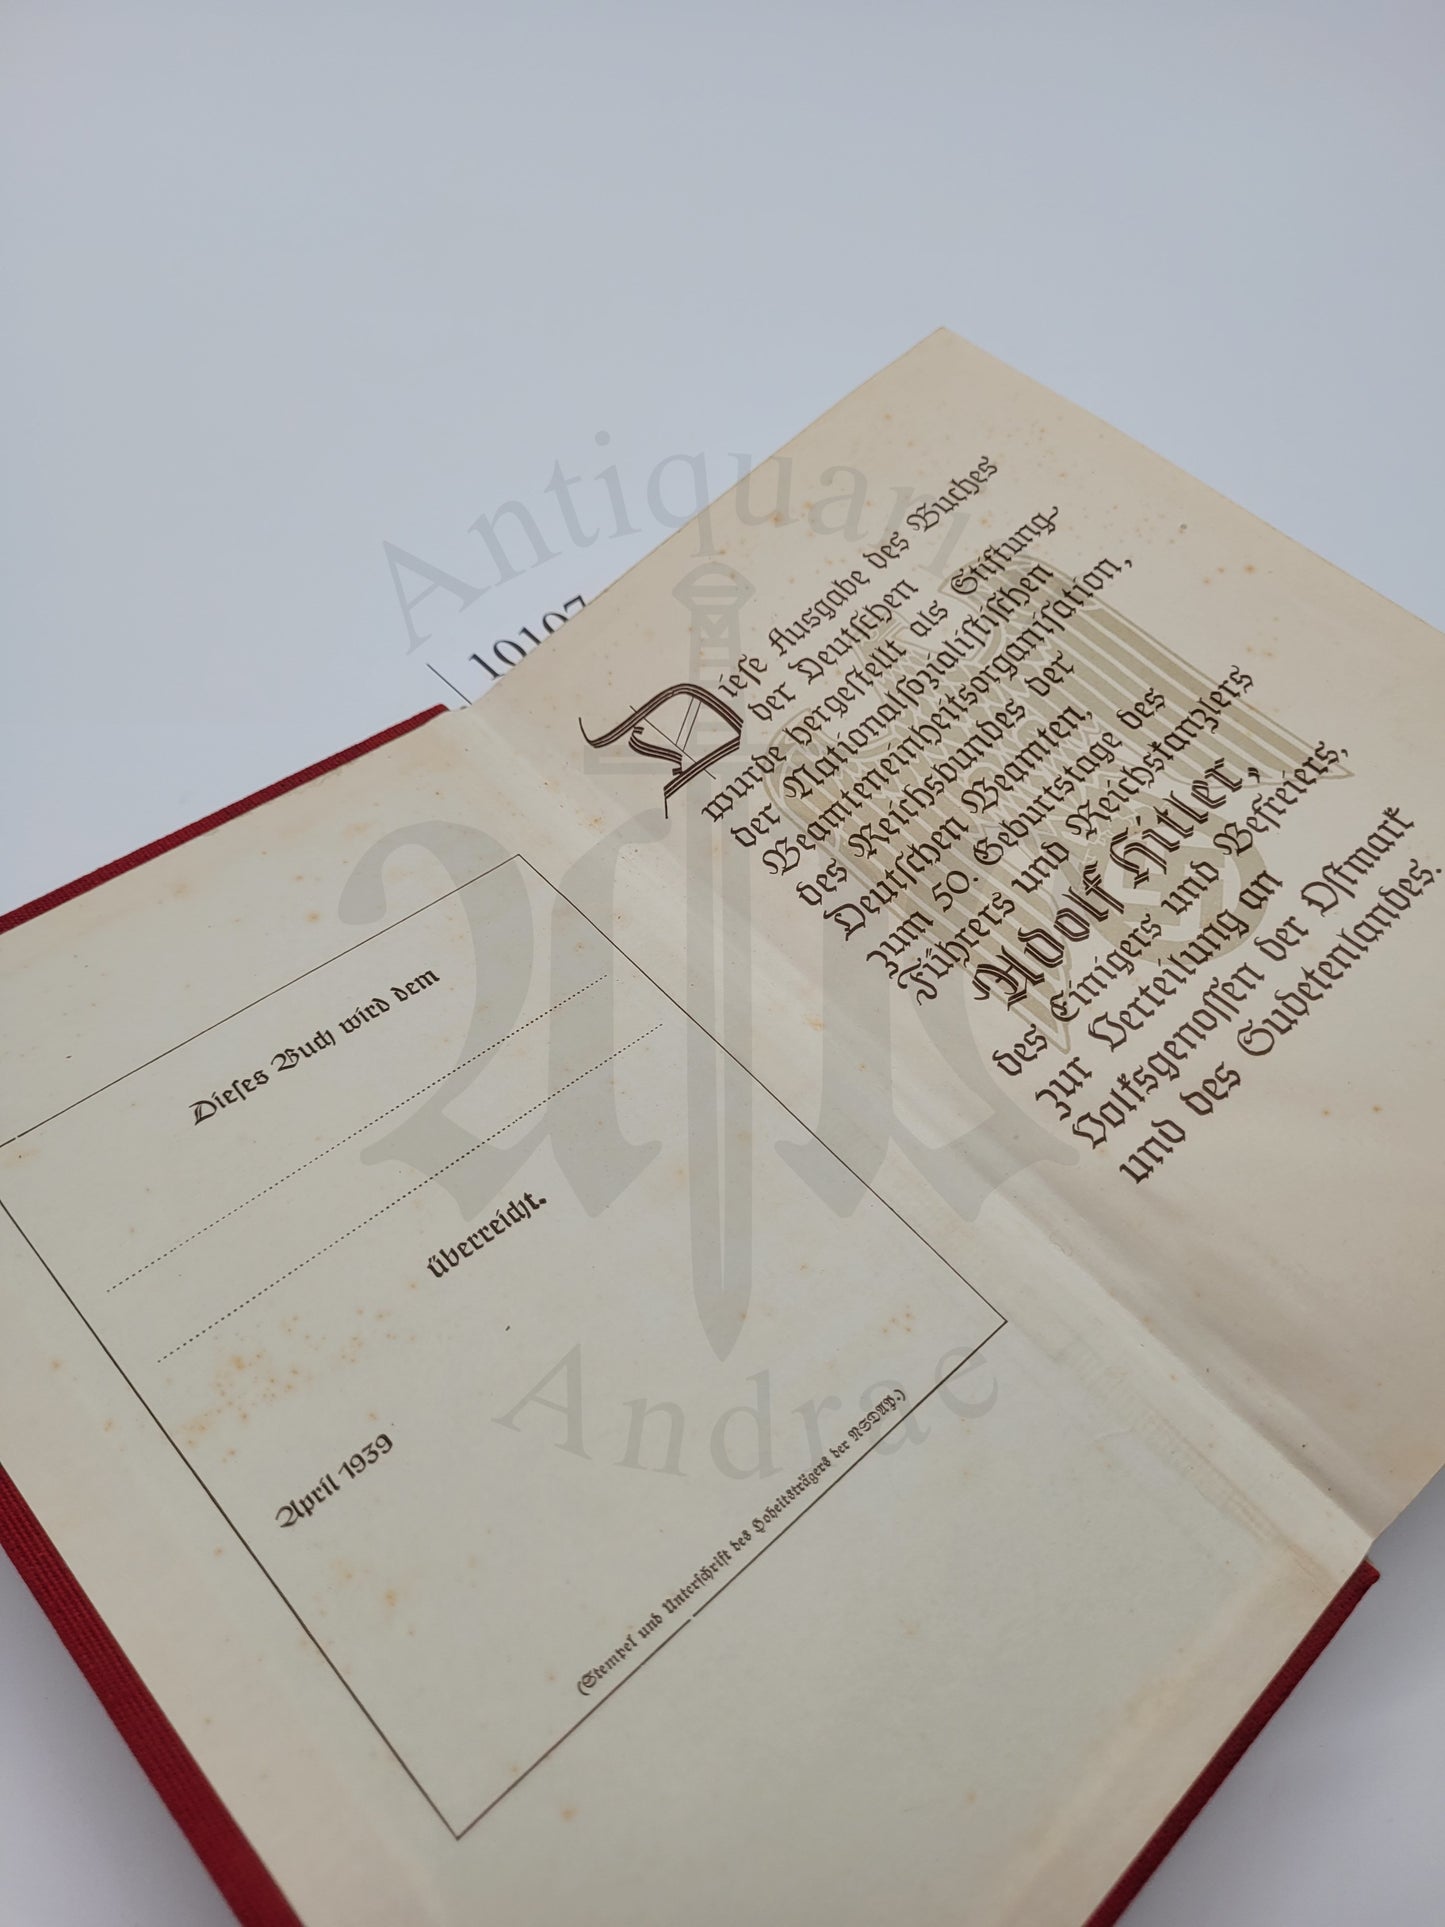 Dieses Buch wird dem
überreicht.
April 1939
(Stempel und Unterschrift des Hoheitsträgers der NSDAP.)
Diese Ausgabe des Buches
der Deutschen
wurde hergestellt als Stiftung
der Nationalsozialistischen
Beamteneinheitsorganisation,
des Reichsbundes der
Deutschen Beamten,
zum 50. Geburtstage des
Führers und Reichskanzlers
Adolf Hitler,
des Einigers und Befreiers,
zur Verteilung an
Volksgenossen der Ostmark
und des Sudetenlandes.
10107
Antiquari
Andrae